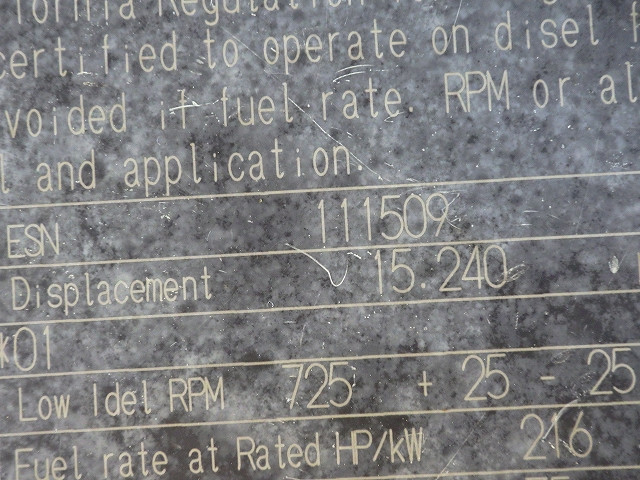 fornia Regulation
certified to operate on disel f
voided if fuel rate. RPM or al
l and application.
ESN 111509
Displacement 15.240
K01
Low Idel RPM 725 + 25 - 25
Fuel rate at Rated HP/kW 216